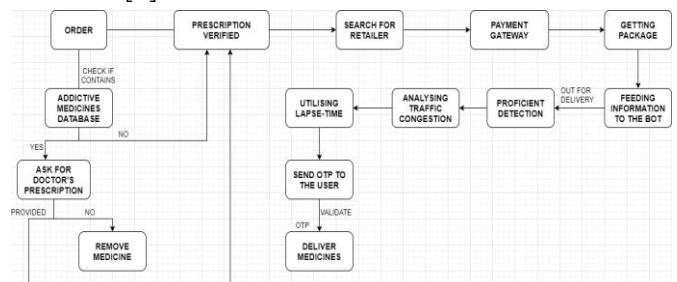 ORDER
PRESCRIPTION
VERIFIED
SEARCH FOR
RETAILER
PAYMENT
GATEWAY
GETTING
PACKAGE
CHECK IF
CONTAINS
ADDICTIVE
MEDICINES
DATABASE
UTILISING
LAPSE-TIME
ANALYSING
TRAFFIC
CONGESTION
PROFICIENT
DETECTION
OUT FOR
DELIVERY
FEEDING
INFORMATION
TO THE BOT
NO
YES
ASK FOR
DOCTOR'S
PRESCRIPTION
SEND OTP TO
THE USER
PROVIDED
NO
VALIDATE
OTP
REMOVE
MEDICINE
DELIVER
MEDICINES